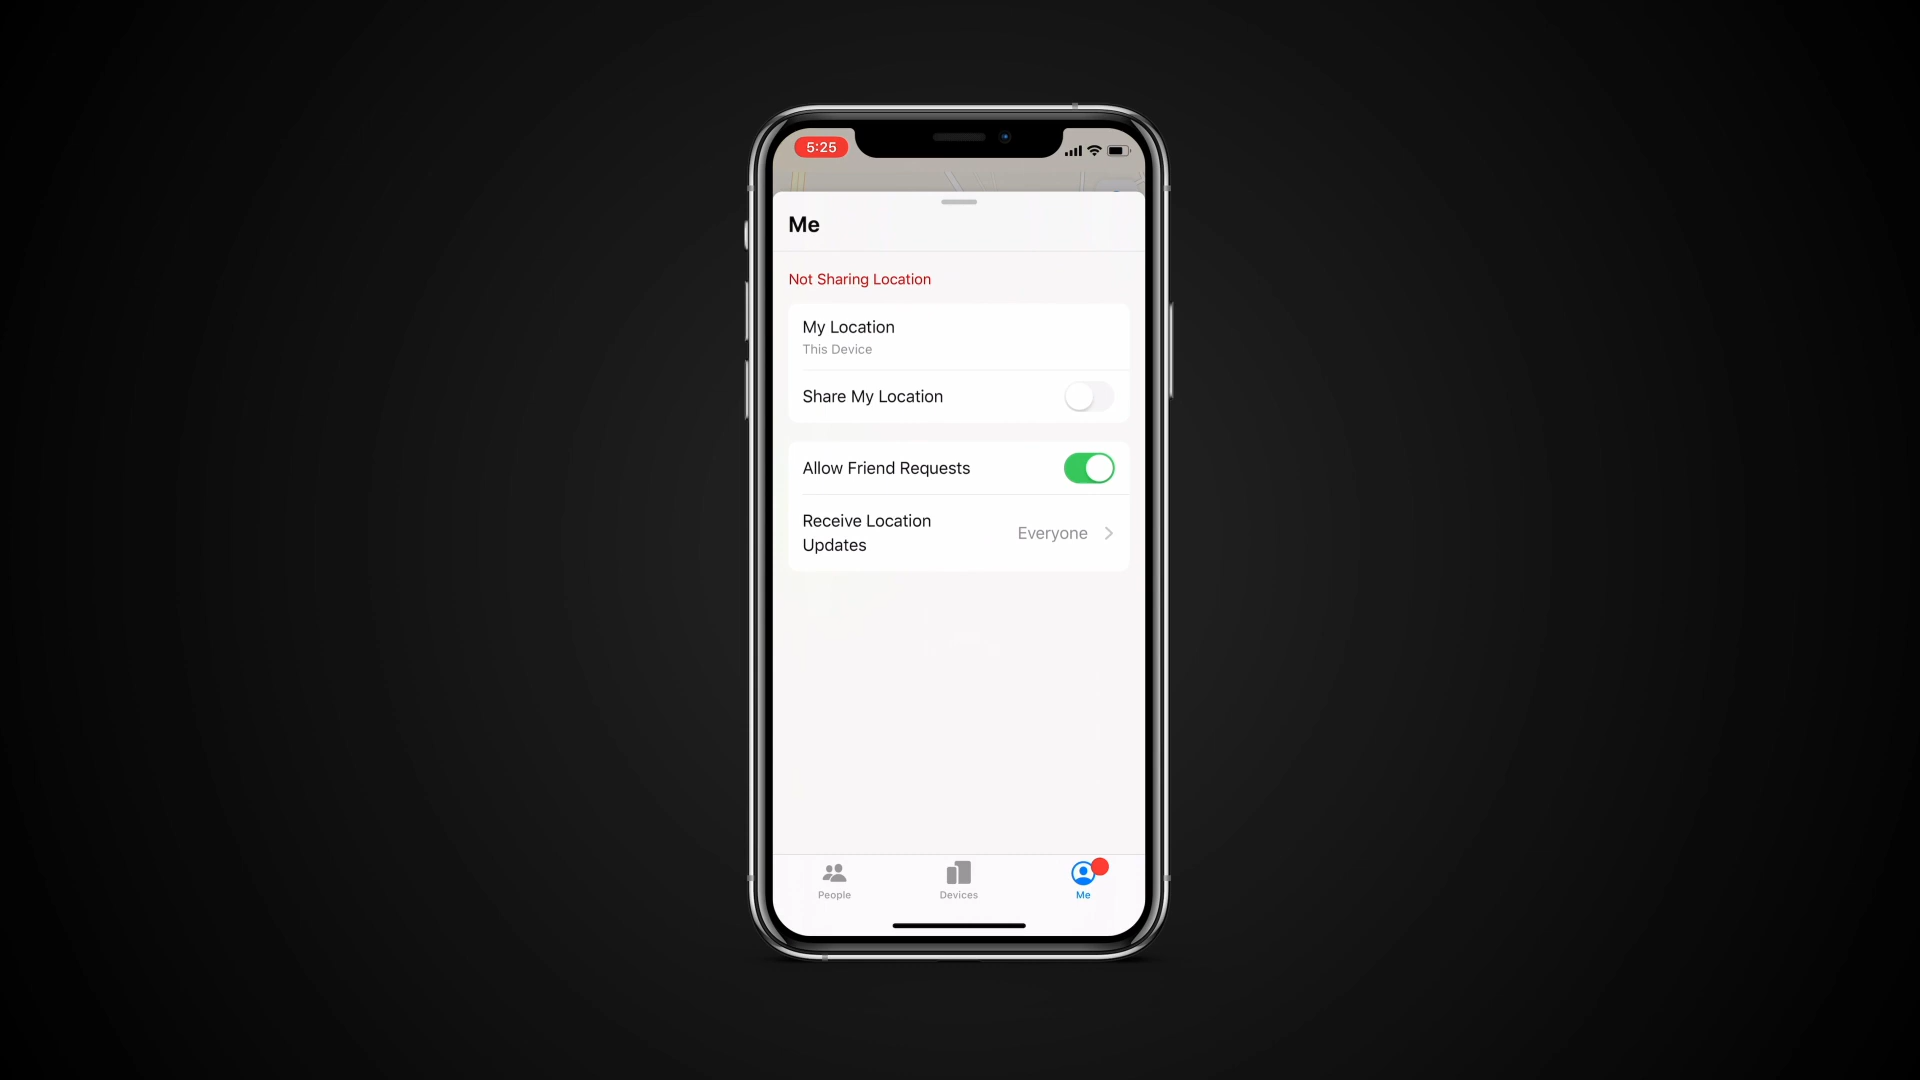 5:25
Me
Not Sharing Location
My Location
This Device
Share My Location
Allow Friend Requests
Receive Location
Updates
Everyone
People
Devices
Me